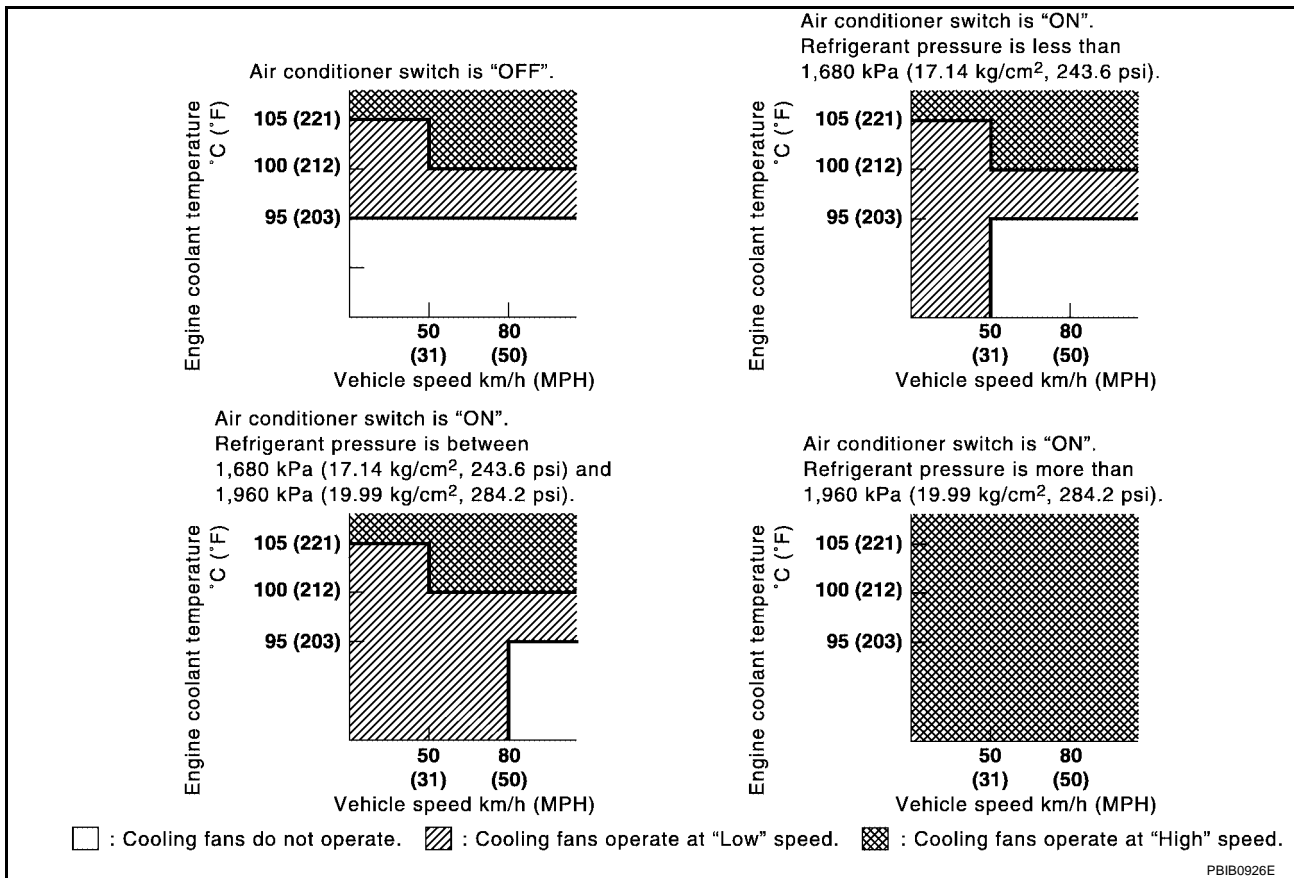 Air conditioner switch is “OFF”.
Engine coolant temperature
°C (°F)
105 (221)
100 (212)
95 (203)
50
(31)
80
(50)
Vehicle speed km/h (MPH)
Air conditioner switch is “ON”.
Refrigerant pressure is less than
1,680 kPa (17.14 kg/cm², 243.6 psi).
Engine coolant temperature
°C (°F)
105 (221)
100 (212)
95 (203)
50
(31)
80
(50)
Vehicle speed km/h (MPH)
Air conditioner switch is “ON”.
Refrigerant pressure is between
1,680 kPa (17.14 kg/cm², 243.6 psi) and
1,960 kPa (19.99 kg/cm², 284.2 psi).
Engine coolant temperature
°C (°F)
105 (221)
100 (212)
95 (203)
50
(31)
80
(50)
Vehicle speed km/h (MPH)
Air conditioner switch is “ON”.
Refrigerant pressure is more than
1,960 kPa (19.99 kg/cm², 284.2 psi).
Engine coolant temperature
°C (°F)
105 (221)
100 (212)
95 (203)
50
(31)
80
(50)
Vehicle speed km/h (MPH)
: Cooling fans do not operate.
: Cooling fans operate at “Low” speed.
: Cooling fans operate at “High” speed.
PBIB0926E